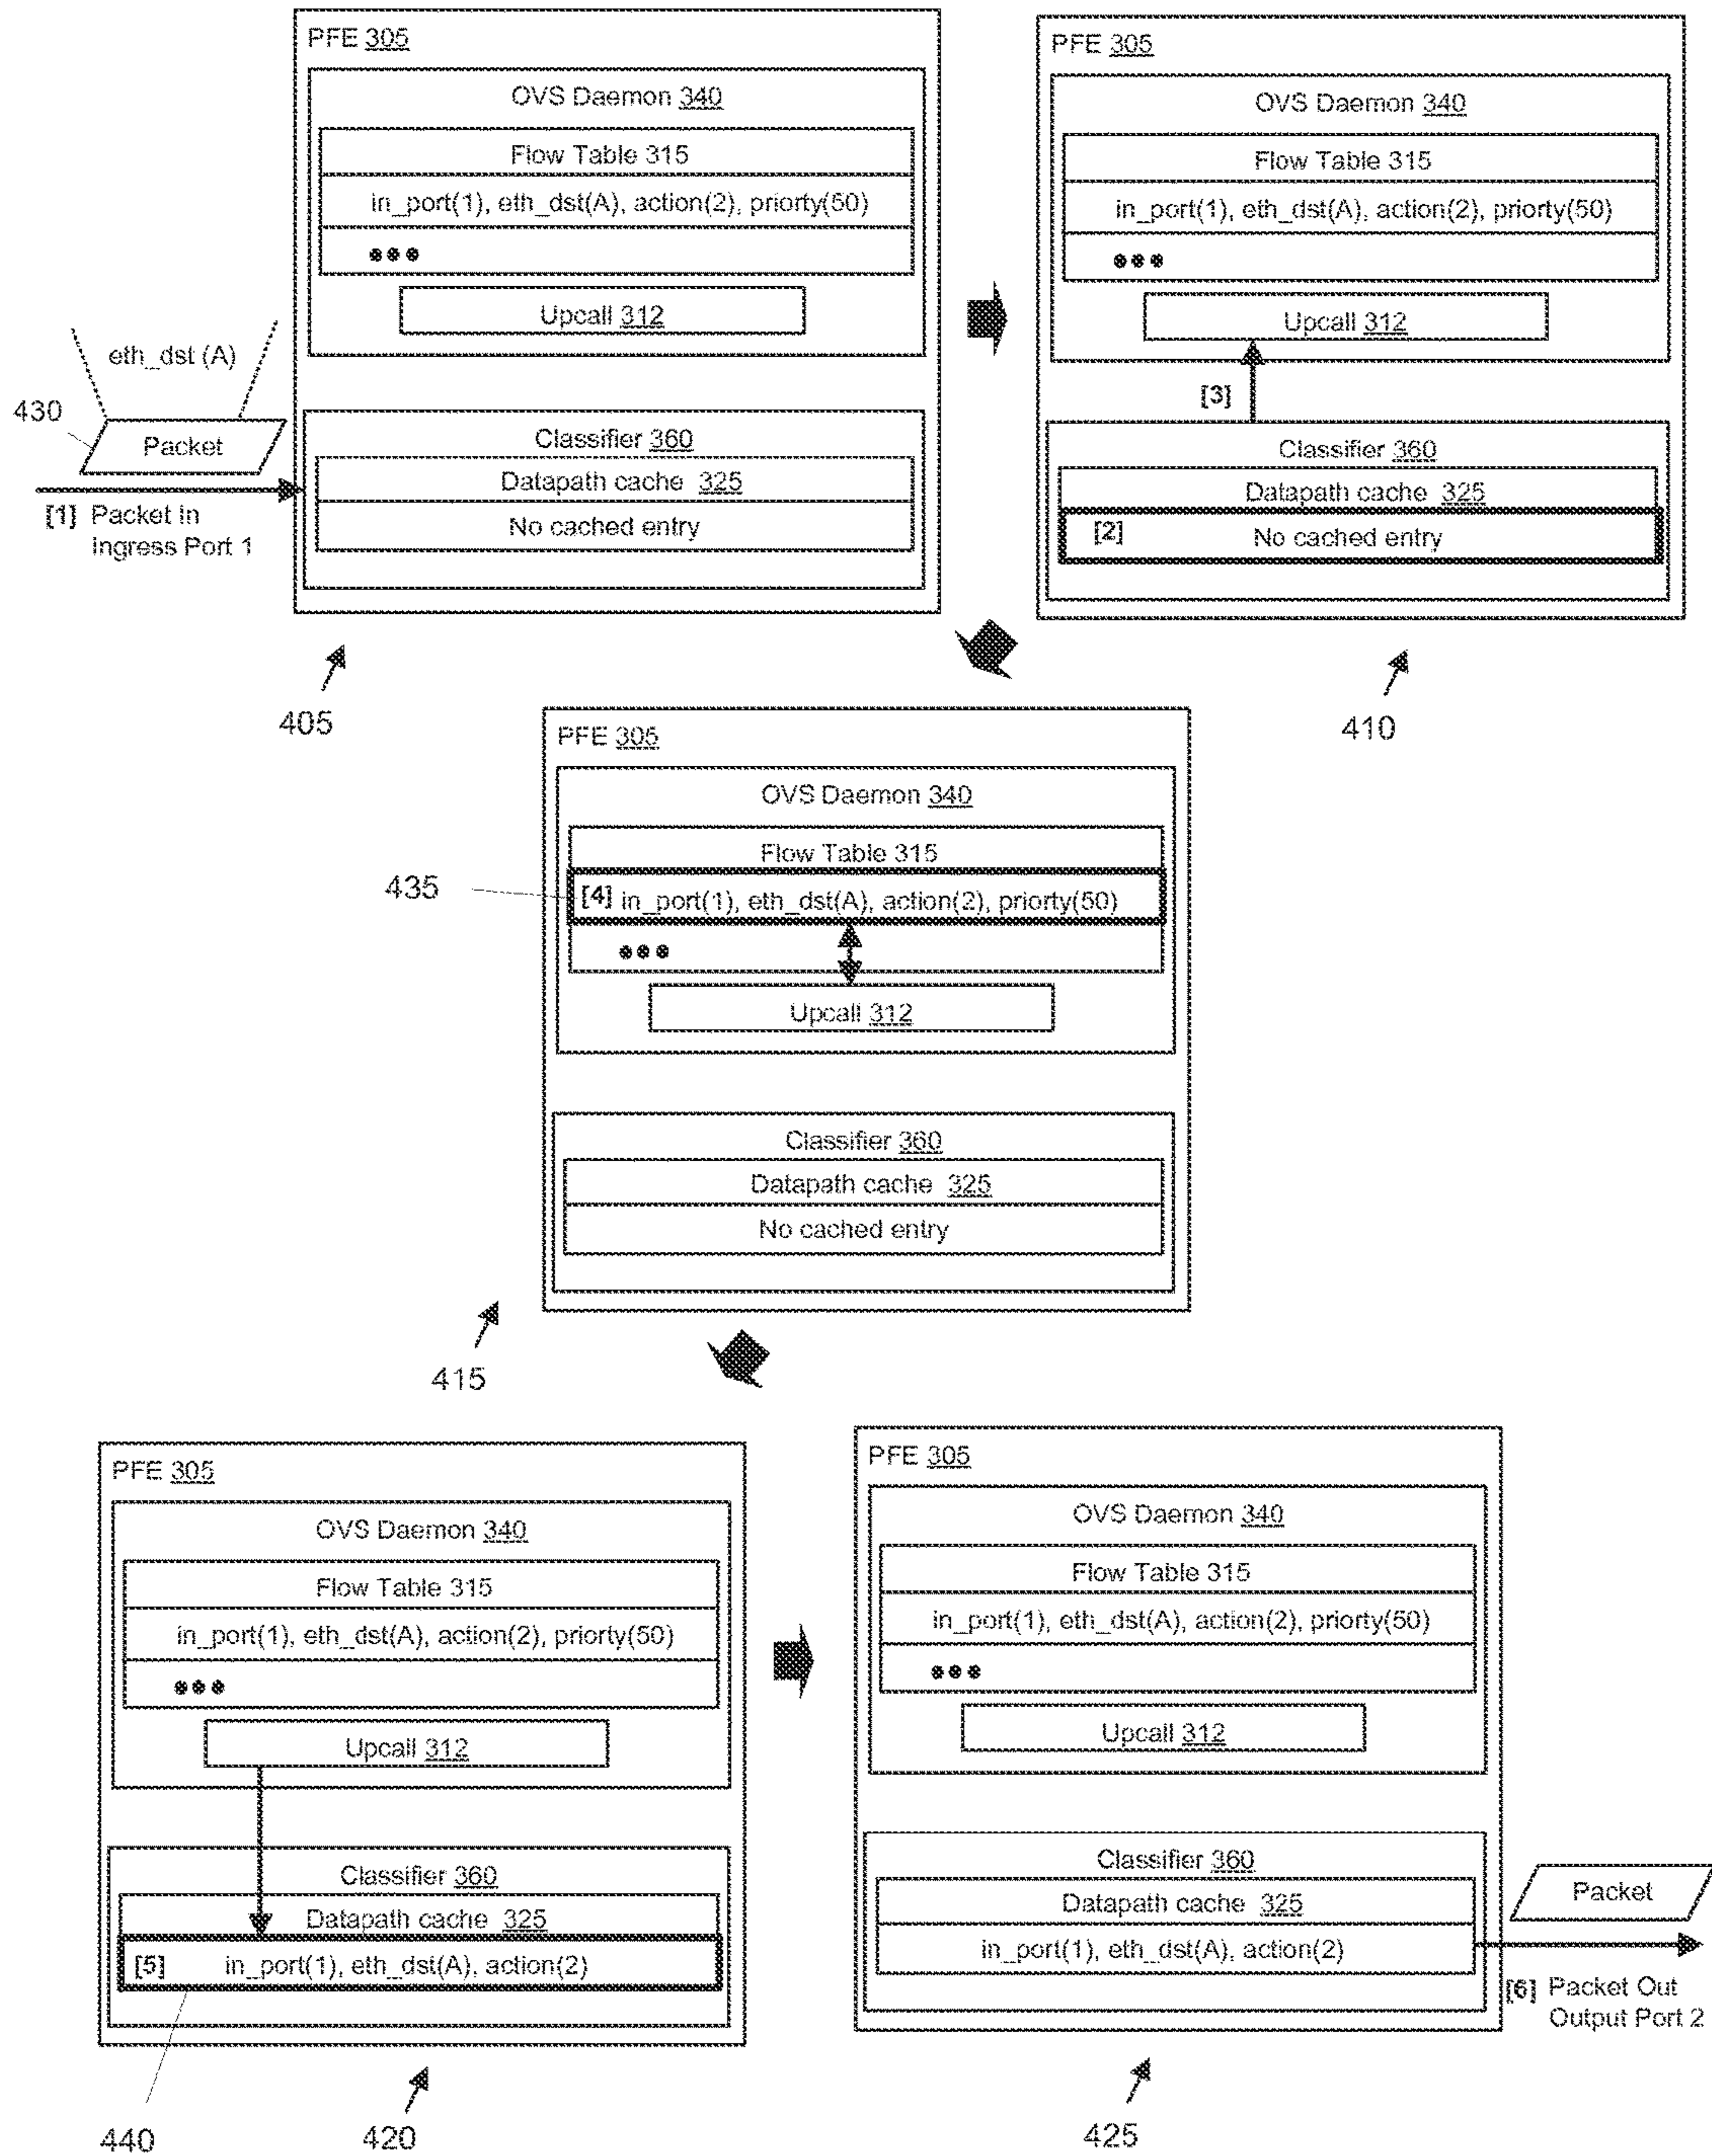 PFE 305
OVS Daemon 340
Flow Table 315
in_port(1), eth_dst(A), action(2), priorty(50)
•••
Upcall 312
eth_dst (A)
430
Packet
[1] Packet in
Ingress Port 1
Classifier 360
Datapath cache 325
No cached entry
405
PFE 305
OVS Daemon 340
Flow Table 315
in_port(1), eth_dst(A), action(2), priorty(50)
•••
Upcall 312
[3]
Classifier 360
Datapath cache 325
[2] No cached entry
410
PFE 305
OVS Daemon 340
Flow Table 315
435
[4] in_port(1), eth_dst(A), action(2), priorty(50)
•••
Upcall 312
Classifier 360
Datapath cache 325
No cached entry
415
PFE 305
OVS Daemon 340
Flow Table 315
in_port(1), eth_dst(A), action(2), priorty(50)
•••
Upcall 312
Classifier 360
Datapath cache 325
[5] in_port(1), eth_dst(A), action(2)
440
420
PFE 305
OVS Daemon 340
Flow Table 315
in_port(1), eth_dst(A), action(2), priorty(50)
•••
Upcall 312
Classifier 360
Datapath cache 325
in_port(1), eth_dst(A), action(2)
Packet
[6] Packet Out
Output Port 2
425